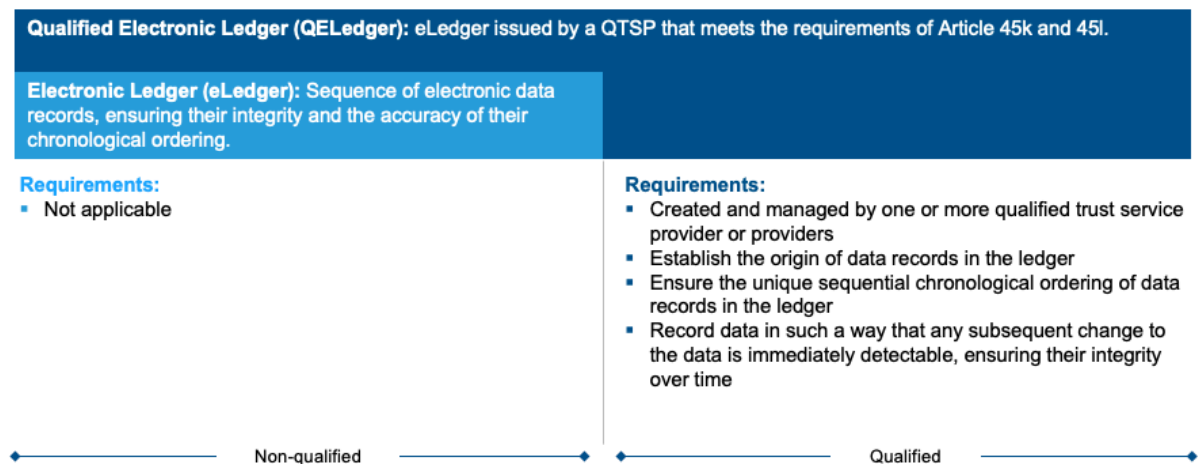 Qualified Electronic Ledger (QELedger): eLedger issued by a QTSP that meets the requirements of Article 45k and 45l.
Electronic Ledger (eLedger): Sequence of electronic data
records, ensuring their integrity and the accuracy of their
chronological ordering.
Requirements:
▪ Not applicable
Requirements:
▪ Created and managed by one or more qualified trust service
provider or providers
▪ Establish the origin of data records in the ledger
▪ Ensure the unique sequential chronological ordering of data
records in the ledger
▪ Record data in such a way that any subsequent change to
the data is immediately detectable, ensuring their integrity
over time
Non-qualified
Qualified